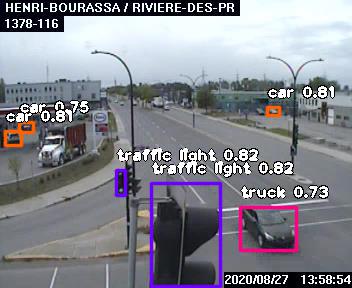 HENRI-BOURASSA / RIVIERE-DES-PR
1378-116
car 0.75
car 0.81
car 0.81
traffic light 0.82
traffic light 0.82
truck 0.73
2020/08/27 13:58:54